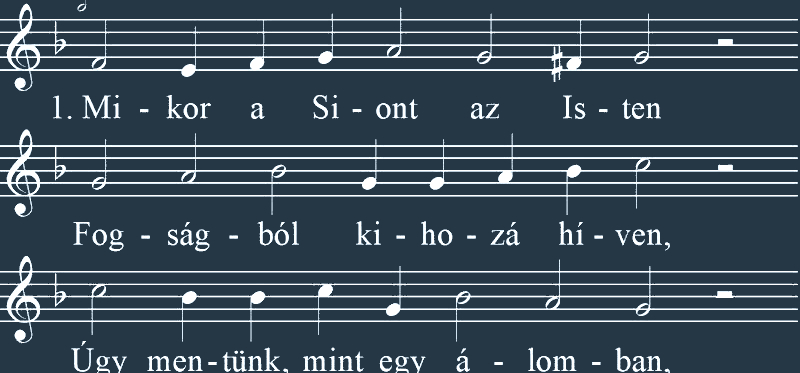 1. Mi - kor a Si - ont az Is - ten
Fog - ság - ból ki - ho - zá hí - ven,
Úgy men - tünk, mint egy á - lom - ban,